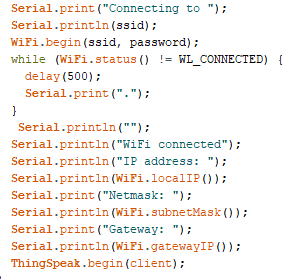 Serial.print("Connecting to ");
Serial.println(ssid);
WiFi.begin(ssid, password);
while (WiFi.status() != WL_CONNECTED) {
  delay(500);
  Serial.print(".");
}
 Serial.println("");
Serial.println("WiFi connected");
Serial.println("IP address: ");
Serial.println(WiFi.localIP());
Serial.print("Netmask: ");
Serial.println(WiFi.subnetMask());
Serial.print("Gateway: ");
Serial.println(WiFi.gatewayIP());
ThingSpeak.begin(client);